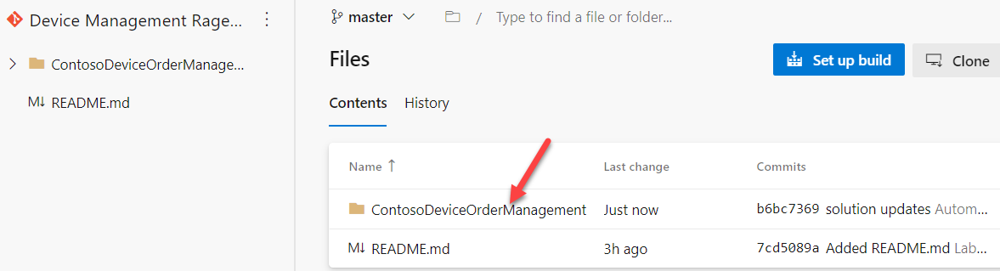 Device Management Rage...
ContosoDeviceOrderManage...
README.md
master / Type to find a file or folder...
Files
Set up build
Clone
Contents History
Name ↑ Last change Commits
ContosoDeviceOrderManagement Just now b6bc7369 solution updates Autom...
M↓ README.md 3h ago 7cd5089a Added README.md Lab...